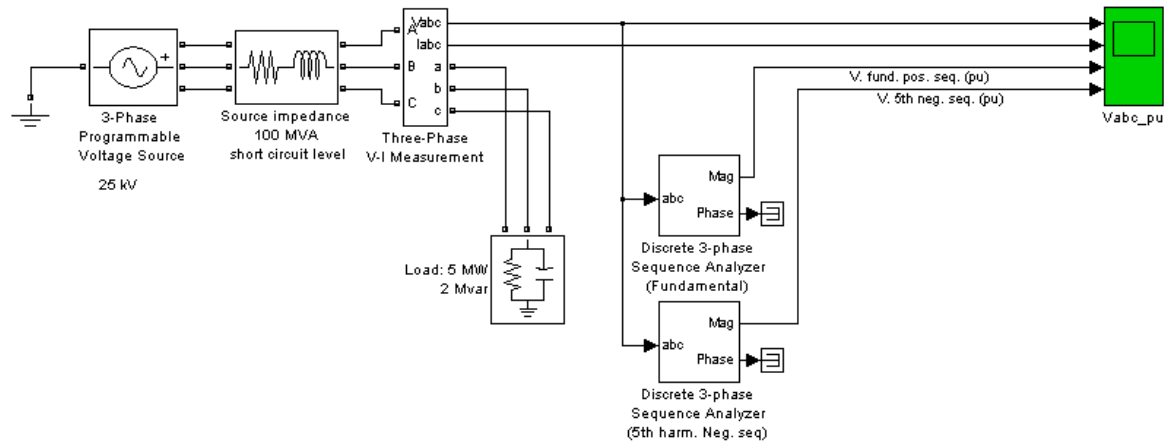 Vabc
Iabc
A
B
C
a
b
c
+
3-Phase
Programmable
Voltage Source
25 kV
Source impedance
100 MVA
short circuit level
Three-Phase
V-I Measurement
V. fund. pos. seq. (pu)
V. 5th neg. seq. (pu)
Vabc_pu
Mag
abc
Phase
Discrete 3-phase
Sequence Analyzer
(Fundamental)
Load: 5 MW
2 Mvar
Mag
abc
Phase
Discrete 3-phase
Sequence Analyzer
(5th harm. Neg. seq)